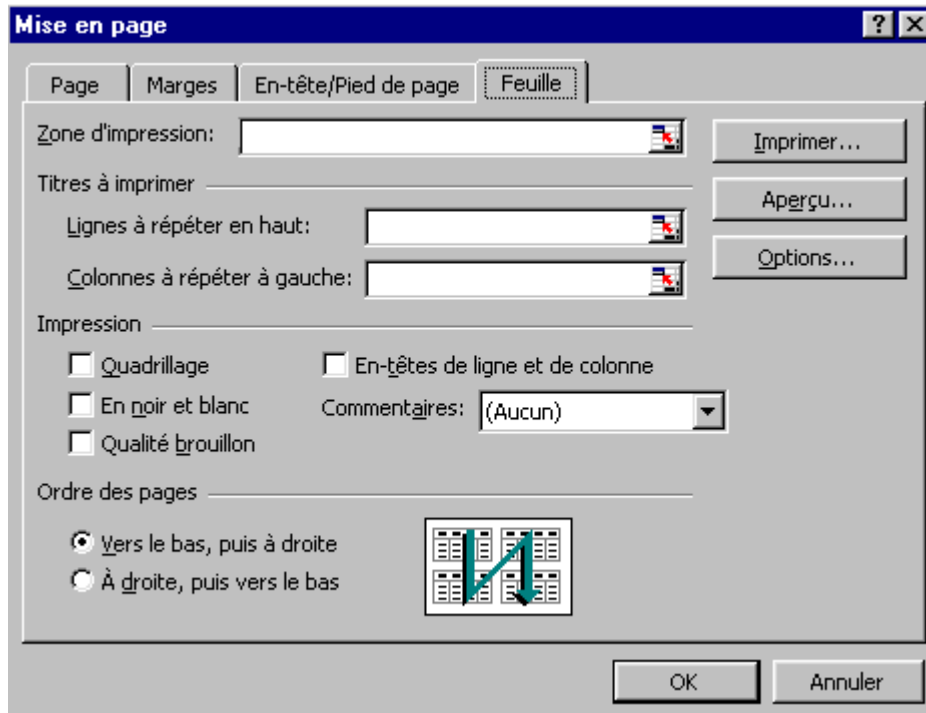 Mise en page
Page Marges En-tête/Pied de page Feuille
Zone d'impression: Imprimer...
Titres à imprimer Aperçu...
Lignes à répéter en haut:
Options...
Colonnes à répéter à gauche:
Impression
Quadrillage En-têtes de ligne et de colonne
En noir et blanc Commentaires: (Aucun)
Qualité brouillon
Ordre des pages
Vers le bas, puis à droite
À droite, puis vers le bas
OK Annuler